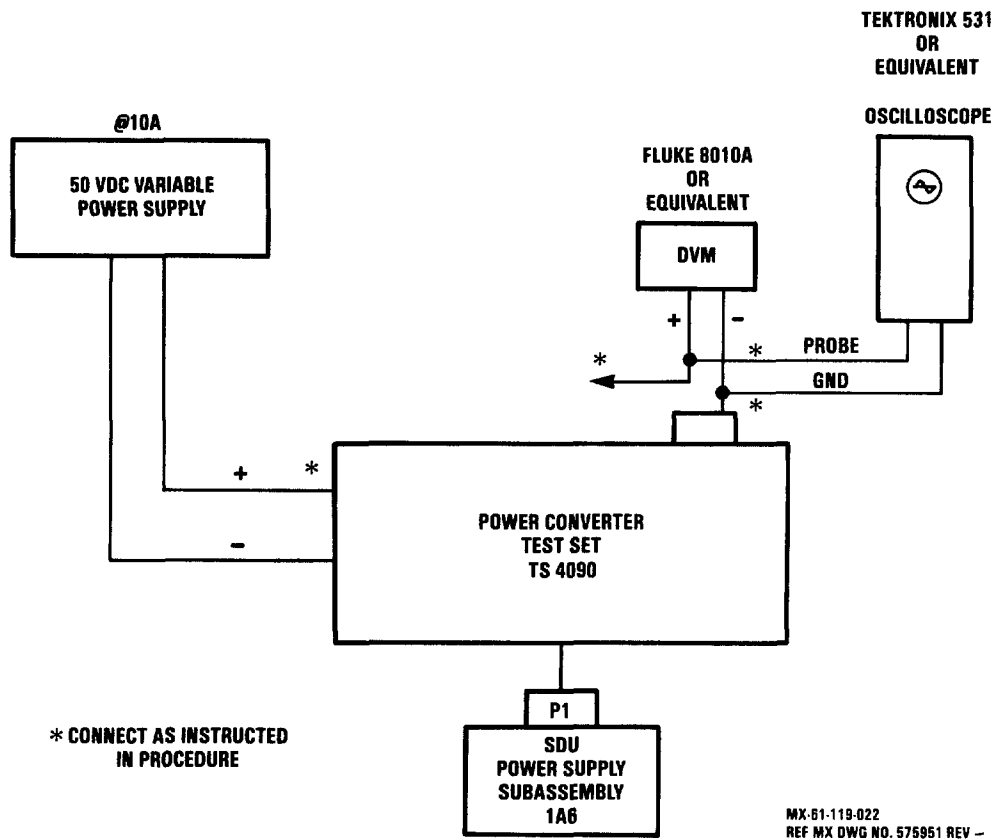 TEKTRONIX 531
OR
EQUIVALENT
OSCILLOSCOPE
@10A
50 VDC VARIABLE
POWER SUPPLY
FLUKE 8010A
OR
EQUIVALENT
DVM
+
-
*
*
PROBE
GND
*
+
*
-
POWER CONVERTER
TEST SET
TS 4090
P1
SDU
POWER SUPPLY
SUBASSEMBLY
1A6
* CONNECT AS INSTRUCTED
IN PROCEDURE
MX-61-119-022
REF MX DWG NO. 575951 REV –